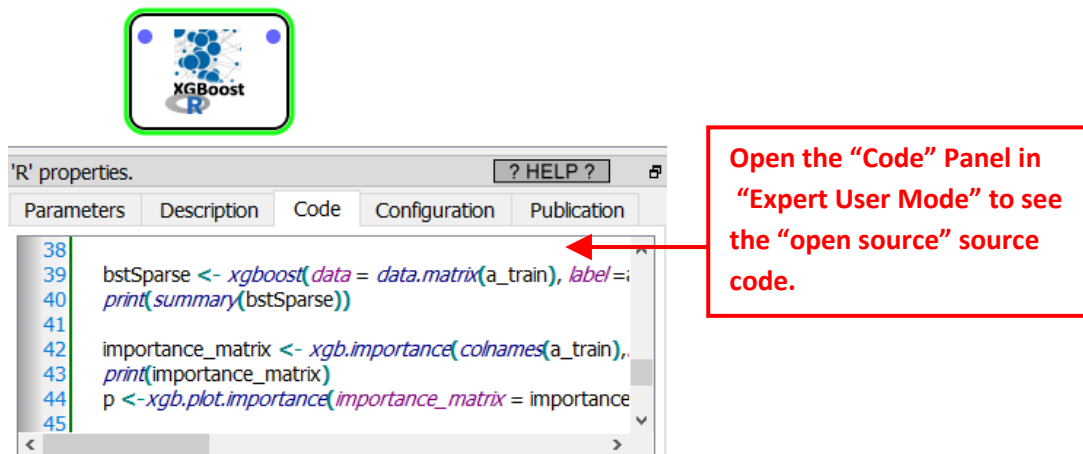 XGBoost
R
'R' properties.
? HELP ?
Parameters Description Code Configuration Publication
Open the “Code” Panel in
“Expert User Mode” to see
the “open source” source
code.
38
39 bstSparse <- xgboost(data = data.matrix(a_train), label =
40 print(summary(bstSparse))
41
42 importance_matrix <- xgb.importance(colnames(a_train),
43 print(importance_matrix)
44 p <-xgb.plot.importance(importance_matrix = importance
45